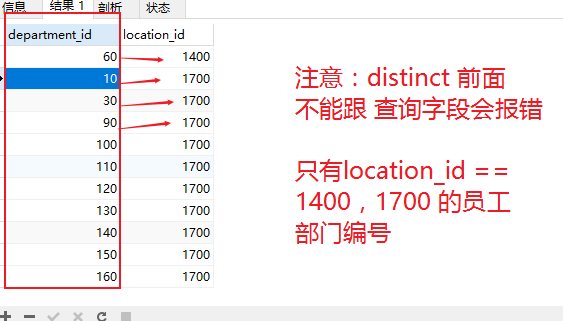 信息 结果 1 剖析 状态
department_id location_id
60 1400
10 1700
30 1700
90 1700
100 1700
110 1700
120 1700
130 1700
140 1700
150 1700
160 1700
注意：distinct 前面
不能跟 查询字段会报错
只有location_id ==
1400，1700 的员工
部门编号